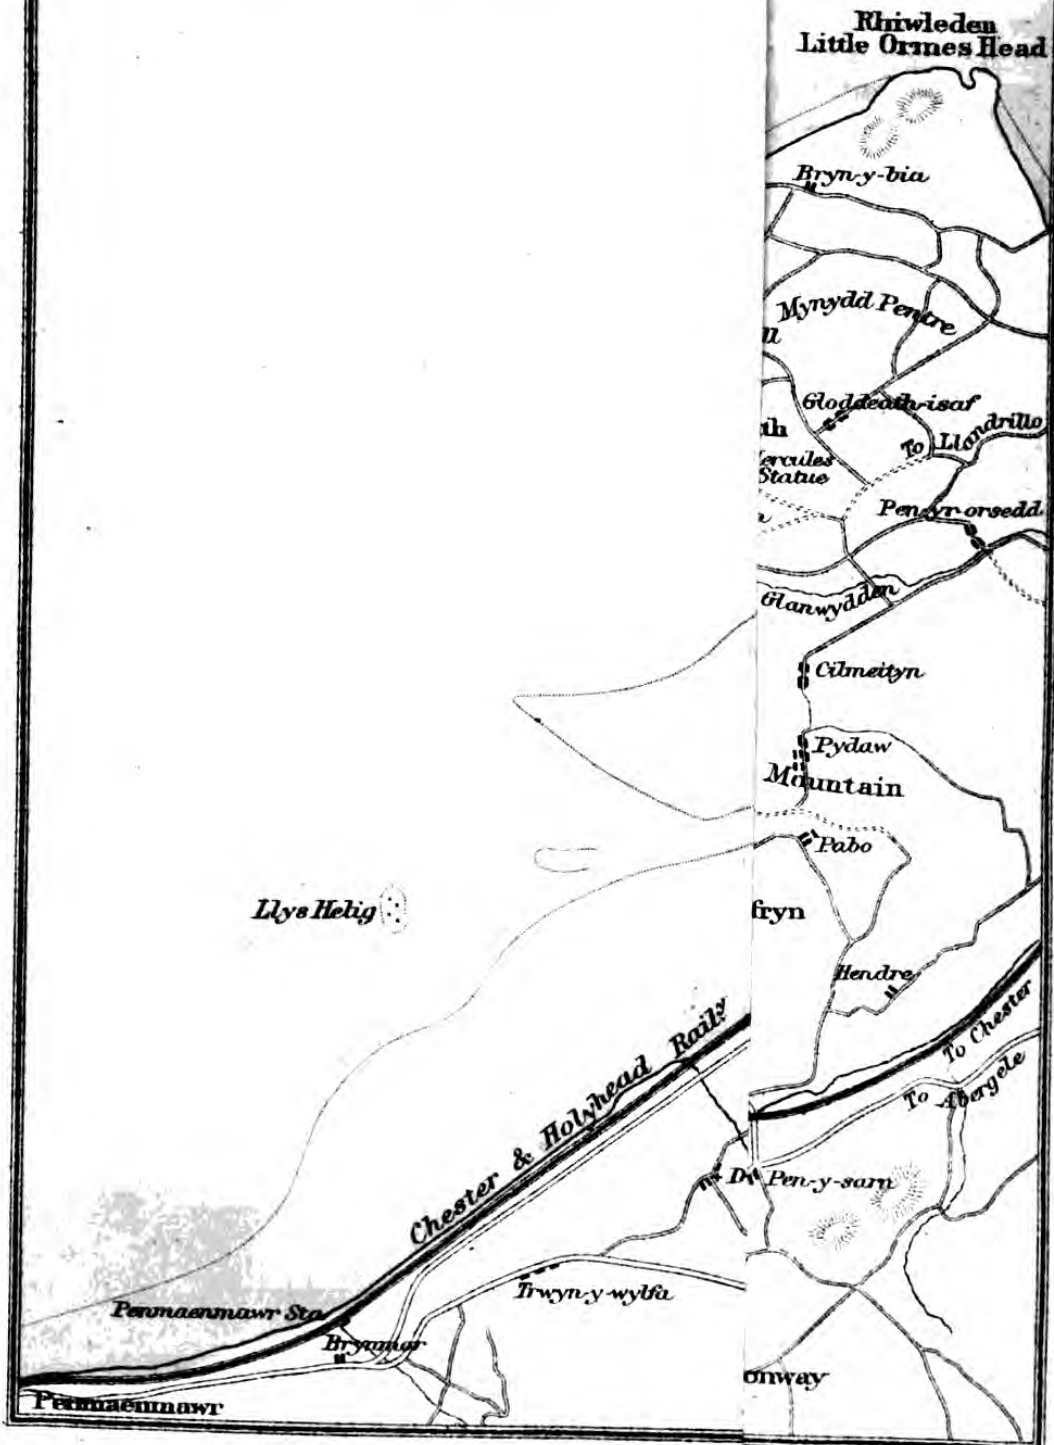 Rhiwleden
Little Ormes Head
Bryn-y-bia
Mynydd Pentre
Gloddeath-isaf
To Llandrillo
ercules
Statue
Pen-yr-orsedd
Glanwydden
Cilmeityn
Pydaw
Mountain
Pabo
Llys Helig
fryn
Hendre
Chester & Holyhead Raily
To Chester
To Abergele
D
Pen-y-sarn
Trwyn-y-wylfa
Penmaenmawr Sta
Brynmor
onway
Penmaenmawr